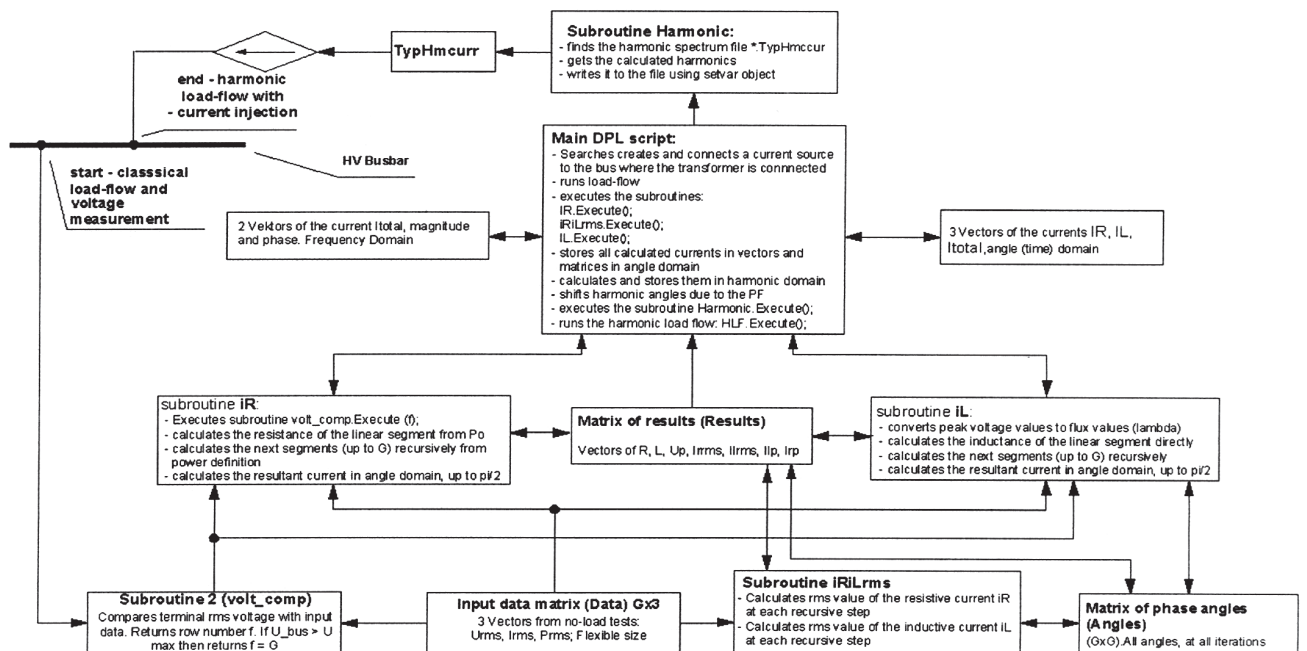 Subroutine Harmonic:
- finds the harmonic spectrum file *.TypHmccur
- gets the calculated harmonics
- writes it to the file using setvar object
TypHmcurr
end - harmonic
load-flow with
- current injection
HV Busbar
start - classsical
load-flow and
voltage
measurement
Main DPL script:
- Searches creates and connects a current source
to the bus where the transformer is connnected
- runs load-flow
- executes the subroutines:
IR.Execute();
iRiLrms.Execute();
IL.Execute();
- stores all calculated currents in vectors and
matrices in angle domain
- calculates and stores them in harmonic domain
- shifts harmonic angles due to the PF
- executes the subroutine Harmonic.Execute();
- runs the harmonic load flow: HLF.Execute();
2 Vektors of the current Itotal, magnitude
and phase. Frequency Domain
3 Vectors of the currents IR, IL,
Itotal,angle (time) domain
subroutine iR:
- Executes subroutine volt_comp.Execute (f);
- calculates the resistance of the linear segment from Po
- calculates the next segments (up to G) recursively from
power definition
- calculates the resultant current in angle domain, up to pi/2
Matrix of results (Results)
Vectors of R, L, Up, Irrms, Ilrms, Ilp, Irp
subroutine iL:
- converts peak voltage values to flux values (lambda)
- calculates the inductance of the linear segment directly
- calculates the next segments (up to G) recursively
- calculates the resultant current in angle domain, up to pi/2
Subroutine 2 (volt_comp)
Compares terminal rms voltage with input
data. Returns row number f. If U_bus > U
max then returns f = G
Input data matrix (Data) Gx3
3 Vectors from no-load tests:
Urms, Irms, Prms; Flexible size
Subroutine iRiLrms
- Calculates rms value of the resistive current iR
at each recursive step
- Calculates rms value of the inductive current iL
at each recursive step
Matrix of phase angles
(Angles)
(GxG).All angles, at all iterations